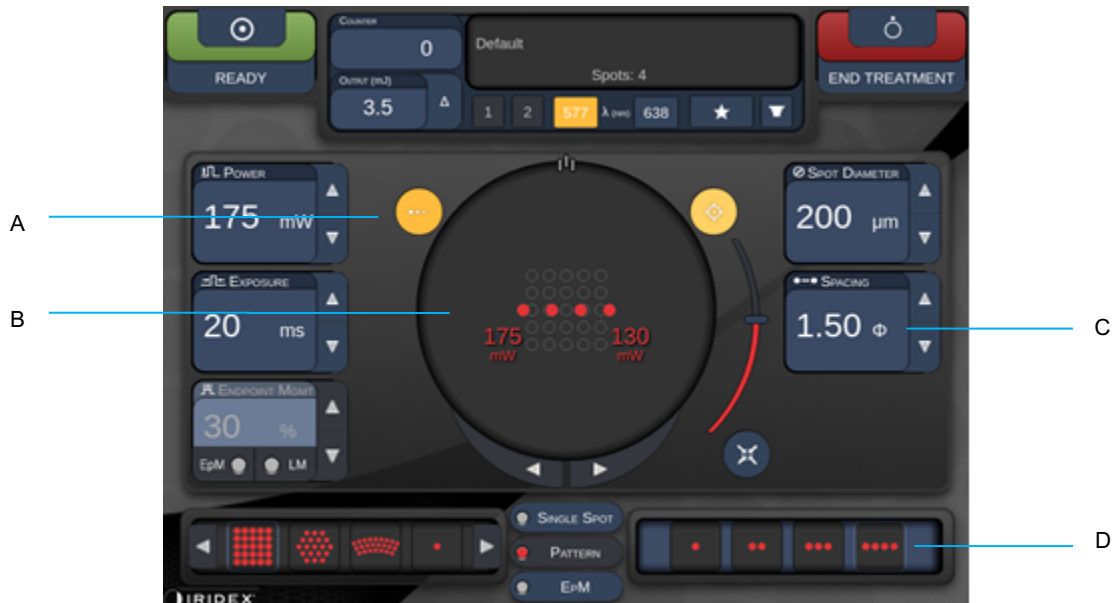 READY
COUNTER
0
OUTPUT (mJ)
3.5 Δ
Default
Spots: 4
1 2 577 λ (nm) 638
END TREATMENT
A
POWER
175 mW
SPOT DIAMETER
200 μm
B
EXPOSURE
20 ms
175 mW
130 mW
SPACING
1.50 Φ
C
ENDPOINT MGMT
30 %
EpM LM
SINGLE SPOT
PATTERN
EPM
D
IRIDEX